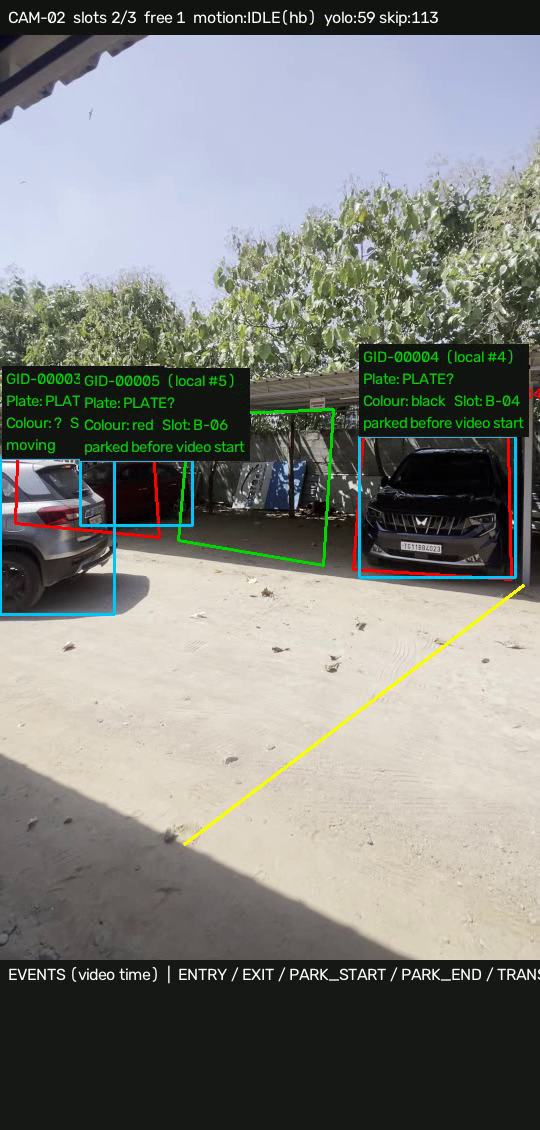 CAM-02 slots 2/3 free 1 motion:IDLE(hb) yolo:59 skip:113
GID-00004 (local #4)
Plate: PLATE?
Colour: black Slot: B-04
parked before video start
GID-00003
Plate: PLAT
Colour: ? S
moving
GID-00005 (local #5)
Plate: PLATE?
Colour: red Slot: B-06
parked before video start
EVENTS (video time) | ENTRY / EXIT / PARK_START / PARK_END / TRANS